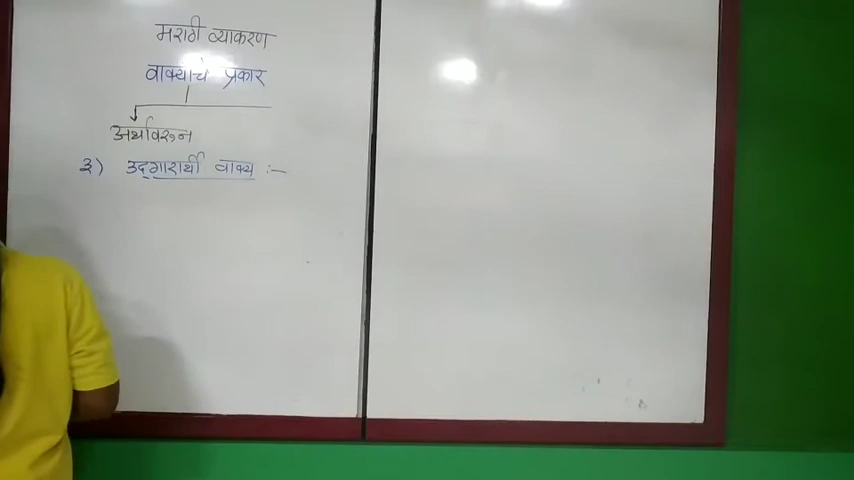 मराठी व्याकरण
वाक्याचे प्रकार
अर्थावरून
३) उद्‌गारार्थी वाक्य :-